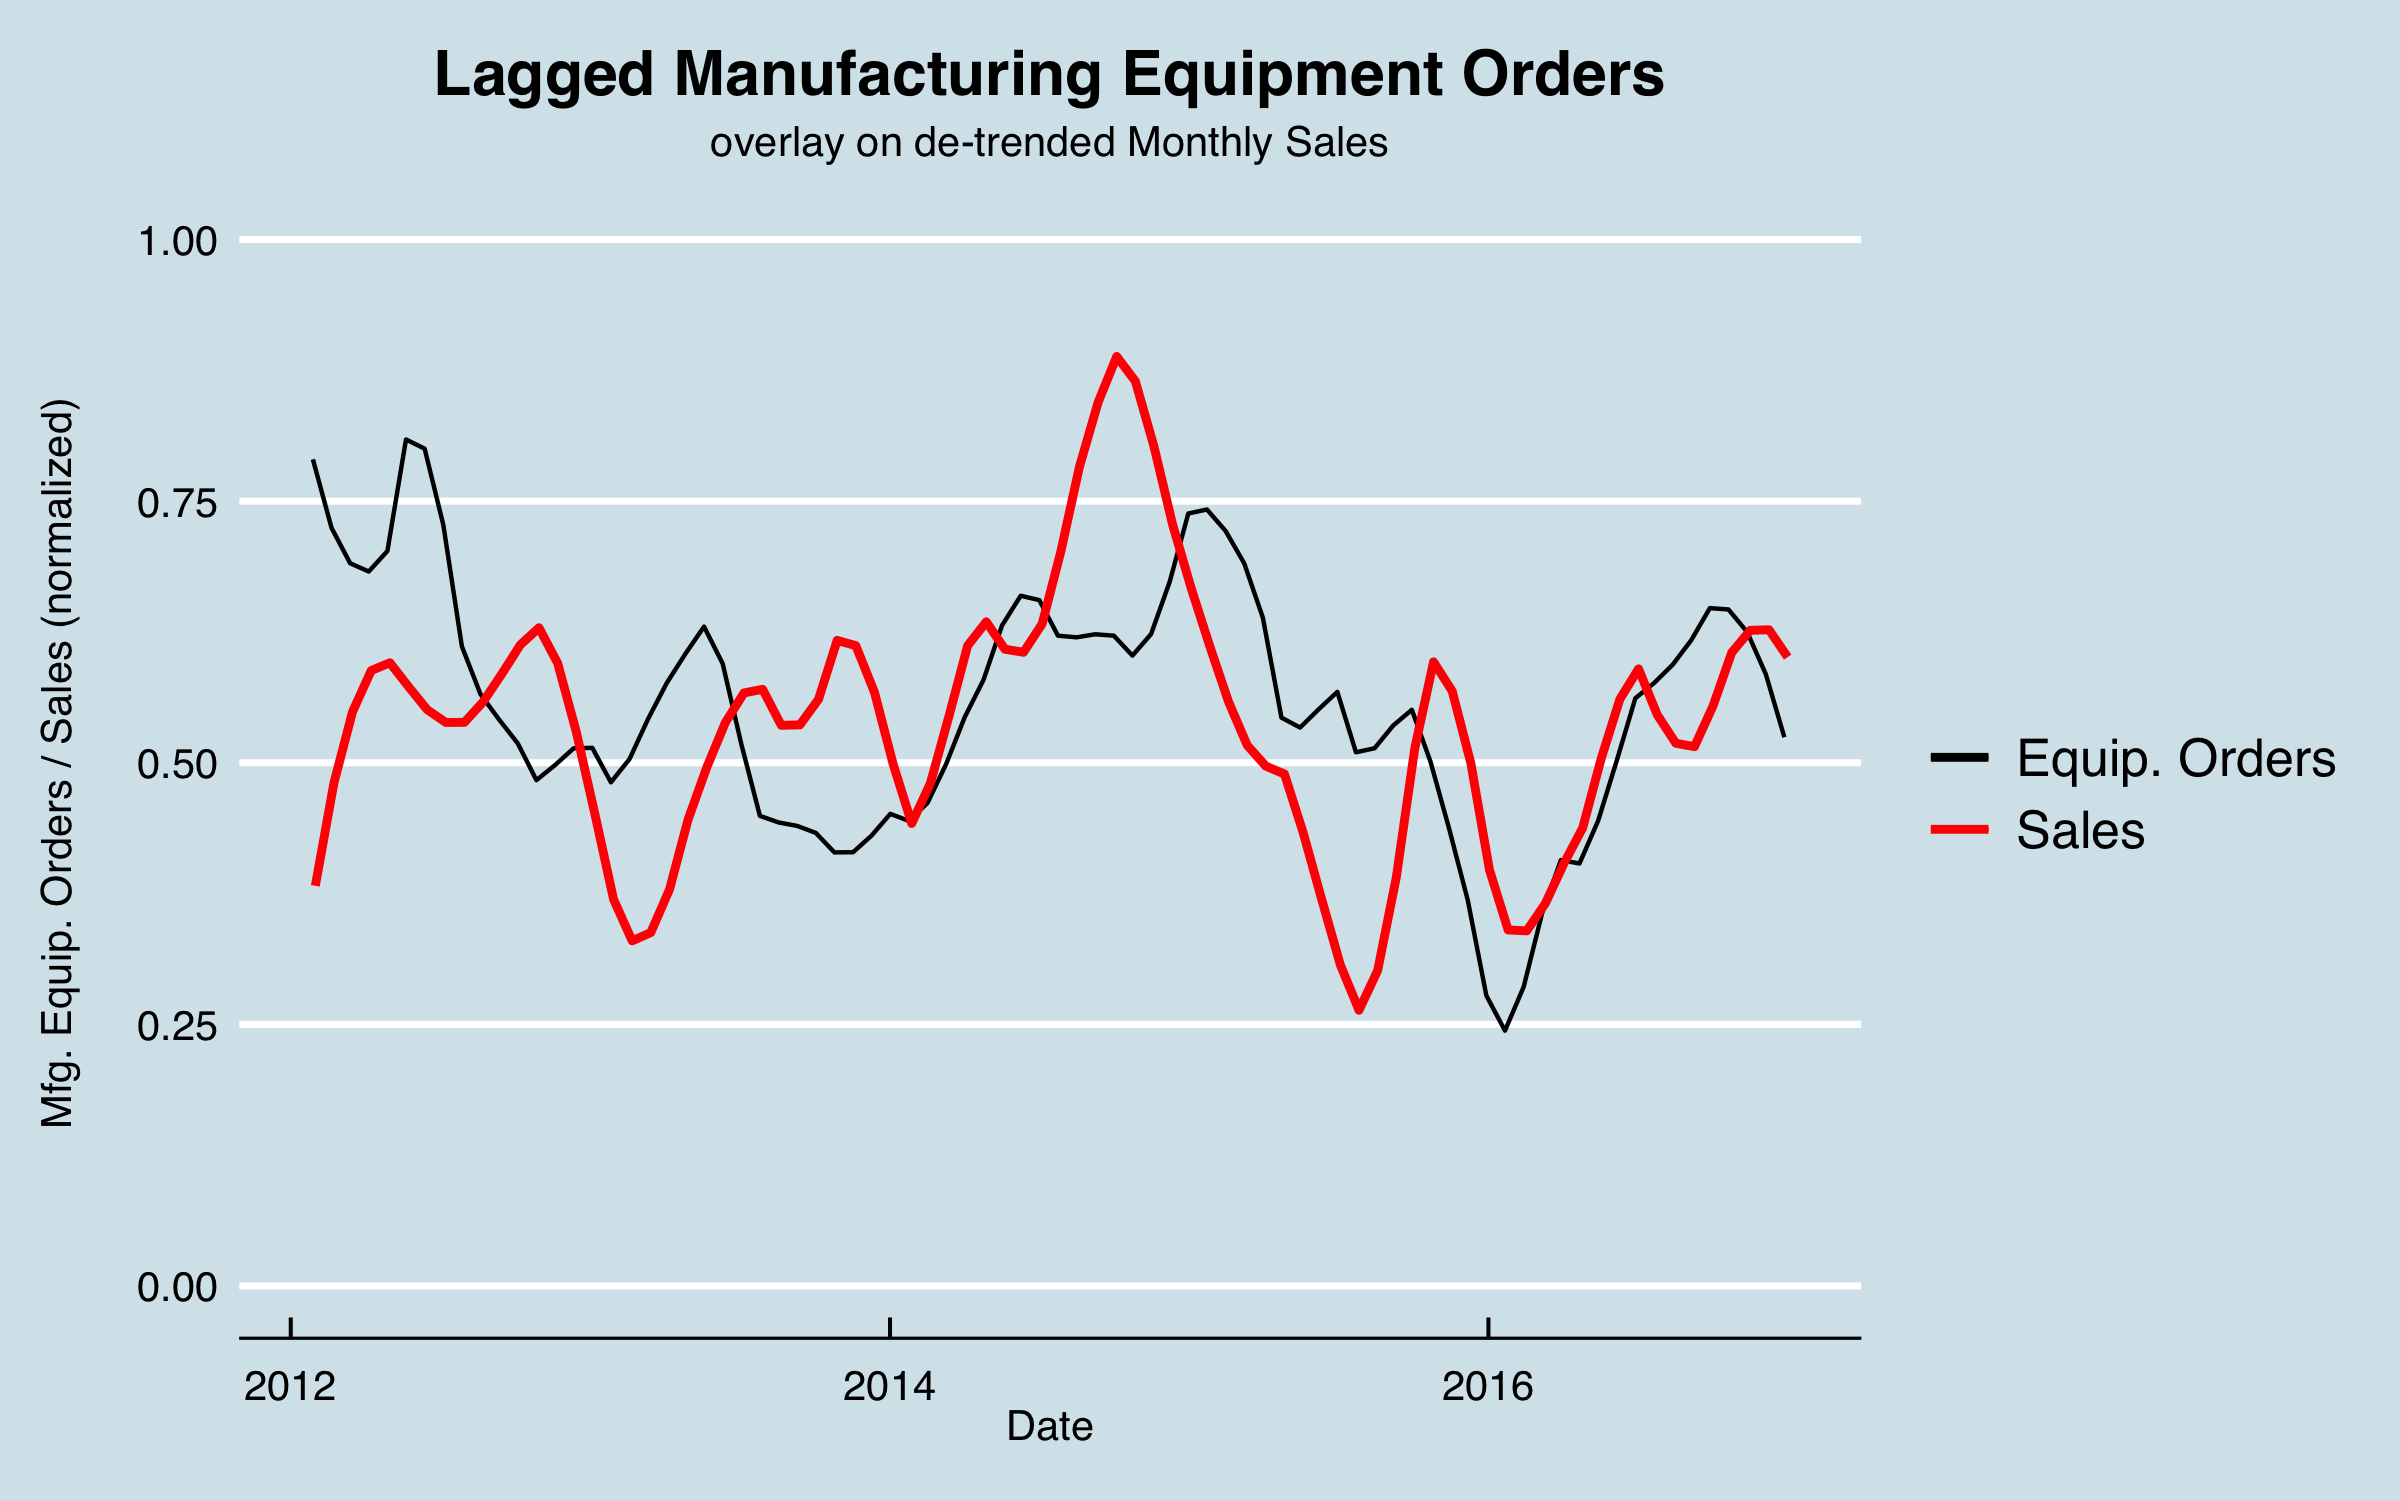 Lagged Manufacturing Equipment Orders
overlay on de-trended Monthly Sales
Mfg. Equip. Orders / Sales (normalized)
1.00
0.75
0.50
0.25
0.00
2012
2014
2016
Date
Equip. Orders
Sales